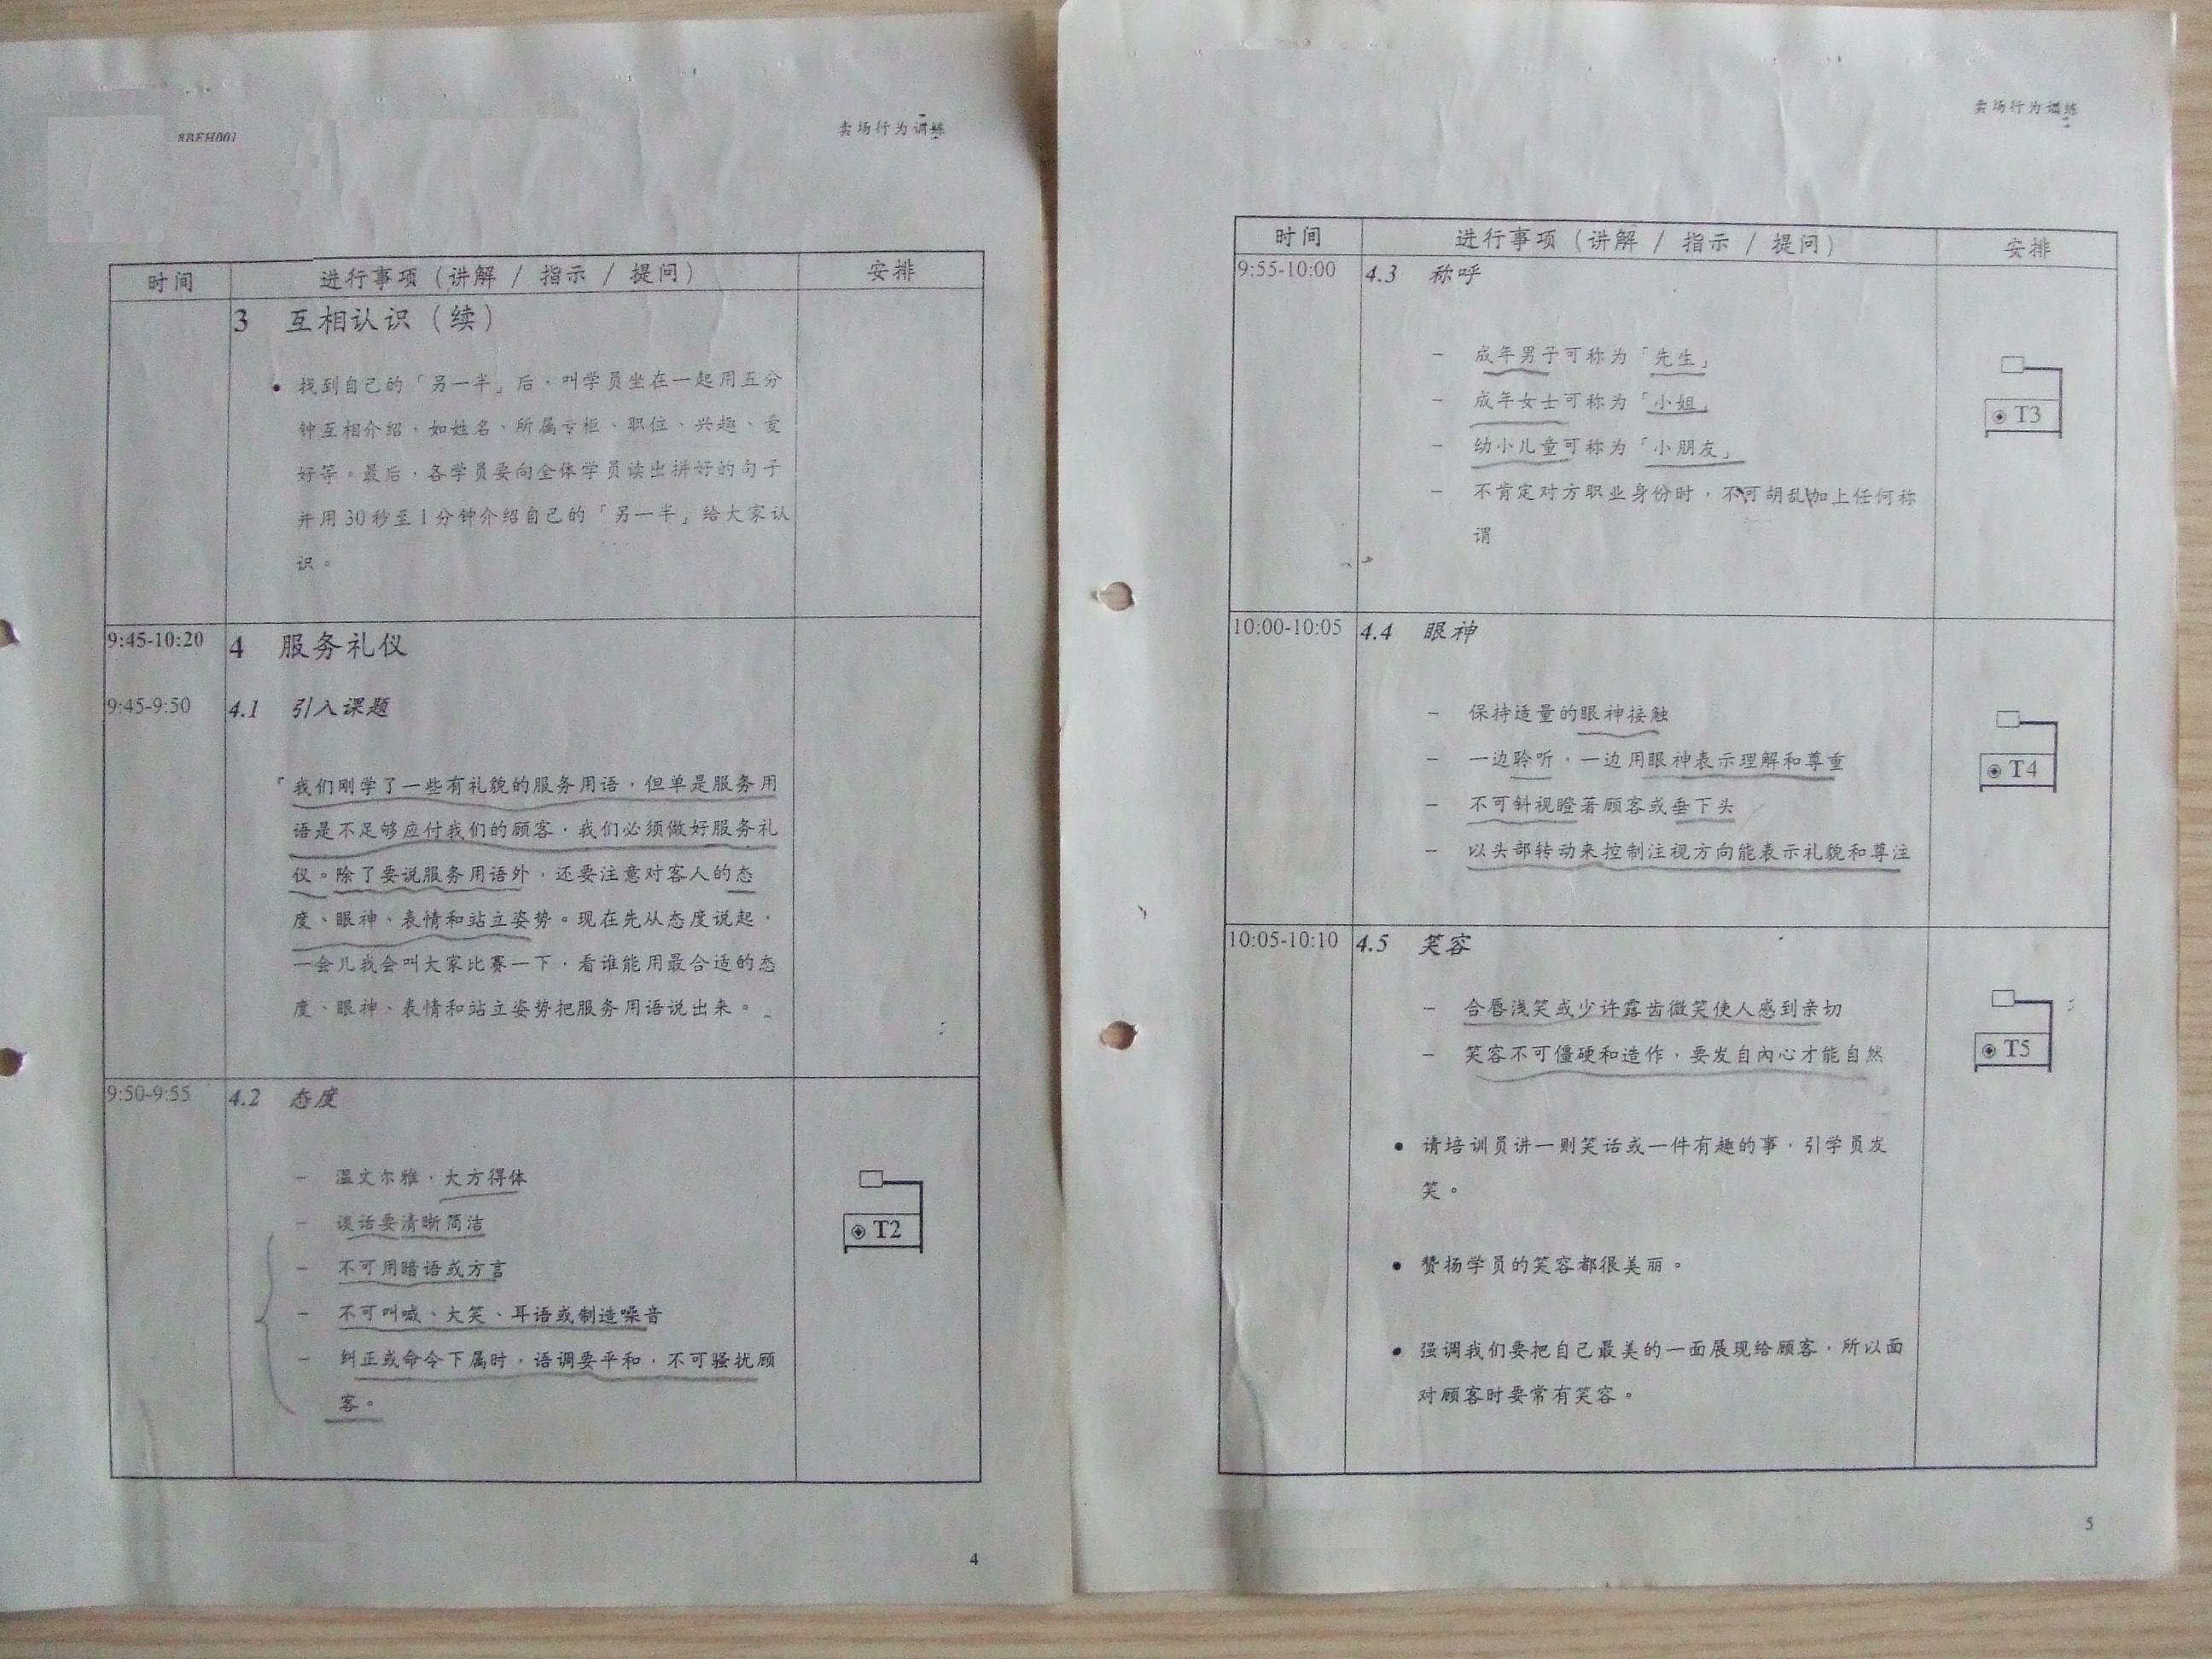 8BEH001
卖场行为训练
时间 进行事项（讲解 / 指示 / 提问） 安排
3 互相认识（续）
• 找到自己的「另一半」后，叫学员坐在一起用五分
钟互相介绍，如姓名、所属专柜、职位、兴趣、爱
好等。最后，各学员要向全体学员读出拼好的句子
并用30秒至1分钟介绍自己的「另一半」给大家认
识。
9:45-10:20 4 服务礼仪
9:45-9:50 4.1 引入课题
「我们刚学了一些有礼貌的服务用语，但单是服务用
语是不足够应付我们的顾客，我们必须做好服务礼
仪。除了要说服务用语外，还要注意对客人的态
度、眼神、表情和站立姿势。现在先从态度说起，
一会儿我会叫大家比赛一下，看谁能用最合适的态
度、眼神、表情和站立姿势把服务用语说出来。」
9:50-9:55 4.2 态度
– 温文尔雅，大方得体
– 谈话要清晰简洁
– 不可用暗语或方言
– 不可叫喊、大笑、耳语或制造噪音
– 纠正或命令下属时，语调要平和，不可骚扰顾
客。
T2
4
卖场行为训练
时间 进行事项（讲解 / 指示 / 提问） 安排
9:55-10:00 4.3 称呼
– 成年男子可称为「先生」
– 成年女士可称为「小姐」
– 幼小儿童可称为「小朋友」
– 不肯定对方职业身份时，不可胡乱加上任何称
谓
T3
10:00-10:05 4.4 眼神
– 保持适量的眼神接触
– 一边聆听，一边用眼神表示理解和尊重
– 不可斜视瞪著顾客或垂下头
– 以头部转动来控制注视方向能表示礼貌和尊注
T4
10:05-10:10 4.5 笑容
– 合唇浅笑或少许露齿微笑使人感到亲切
– 笑容不可僵硬和造作，要发自內心才能自然
T5
• 请培训员讲一则笑话或一件有趣的事，引学员发
笑。
• 赞扬学员的笑容都很美丽。
• 强调我们要把自己最美的一面展现给顾客，所以面
对顾客时要常有笑容。
5